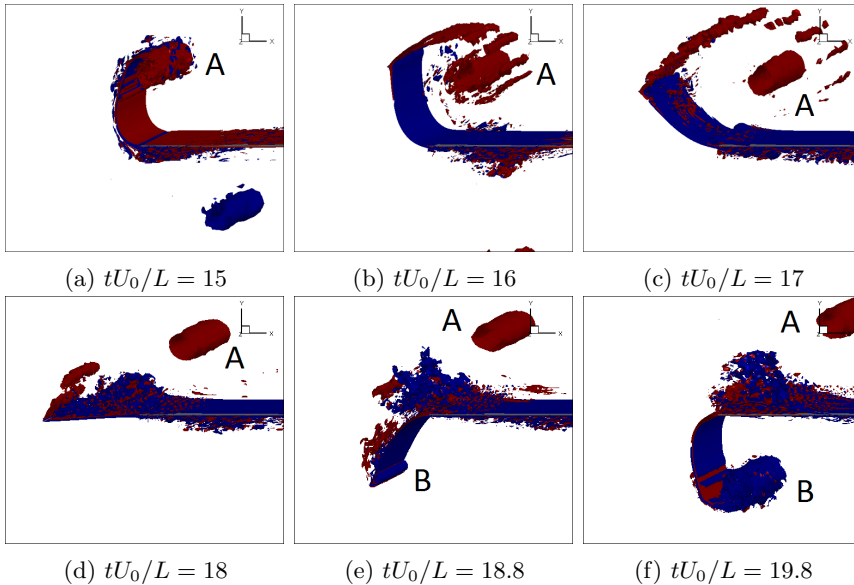 Y
Z X
A
(a) tU₀/L = 15
Y
Z X
A
(b) tU₀/L = 16
Y
Z X
A
(c) tU₀/L = 17
Y
Z X
A
(d) tU₀/L = 18
Y
Z X
A
B
(e) tU₀/L = 18.8
Y
Z X
A
B
(f) tU₀/L = 19.8